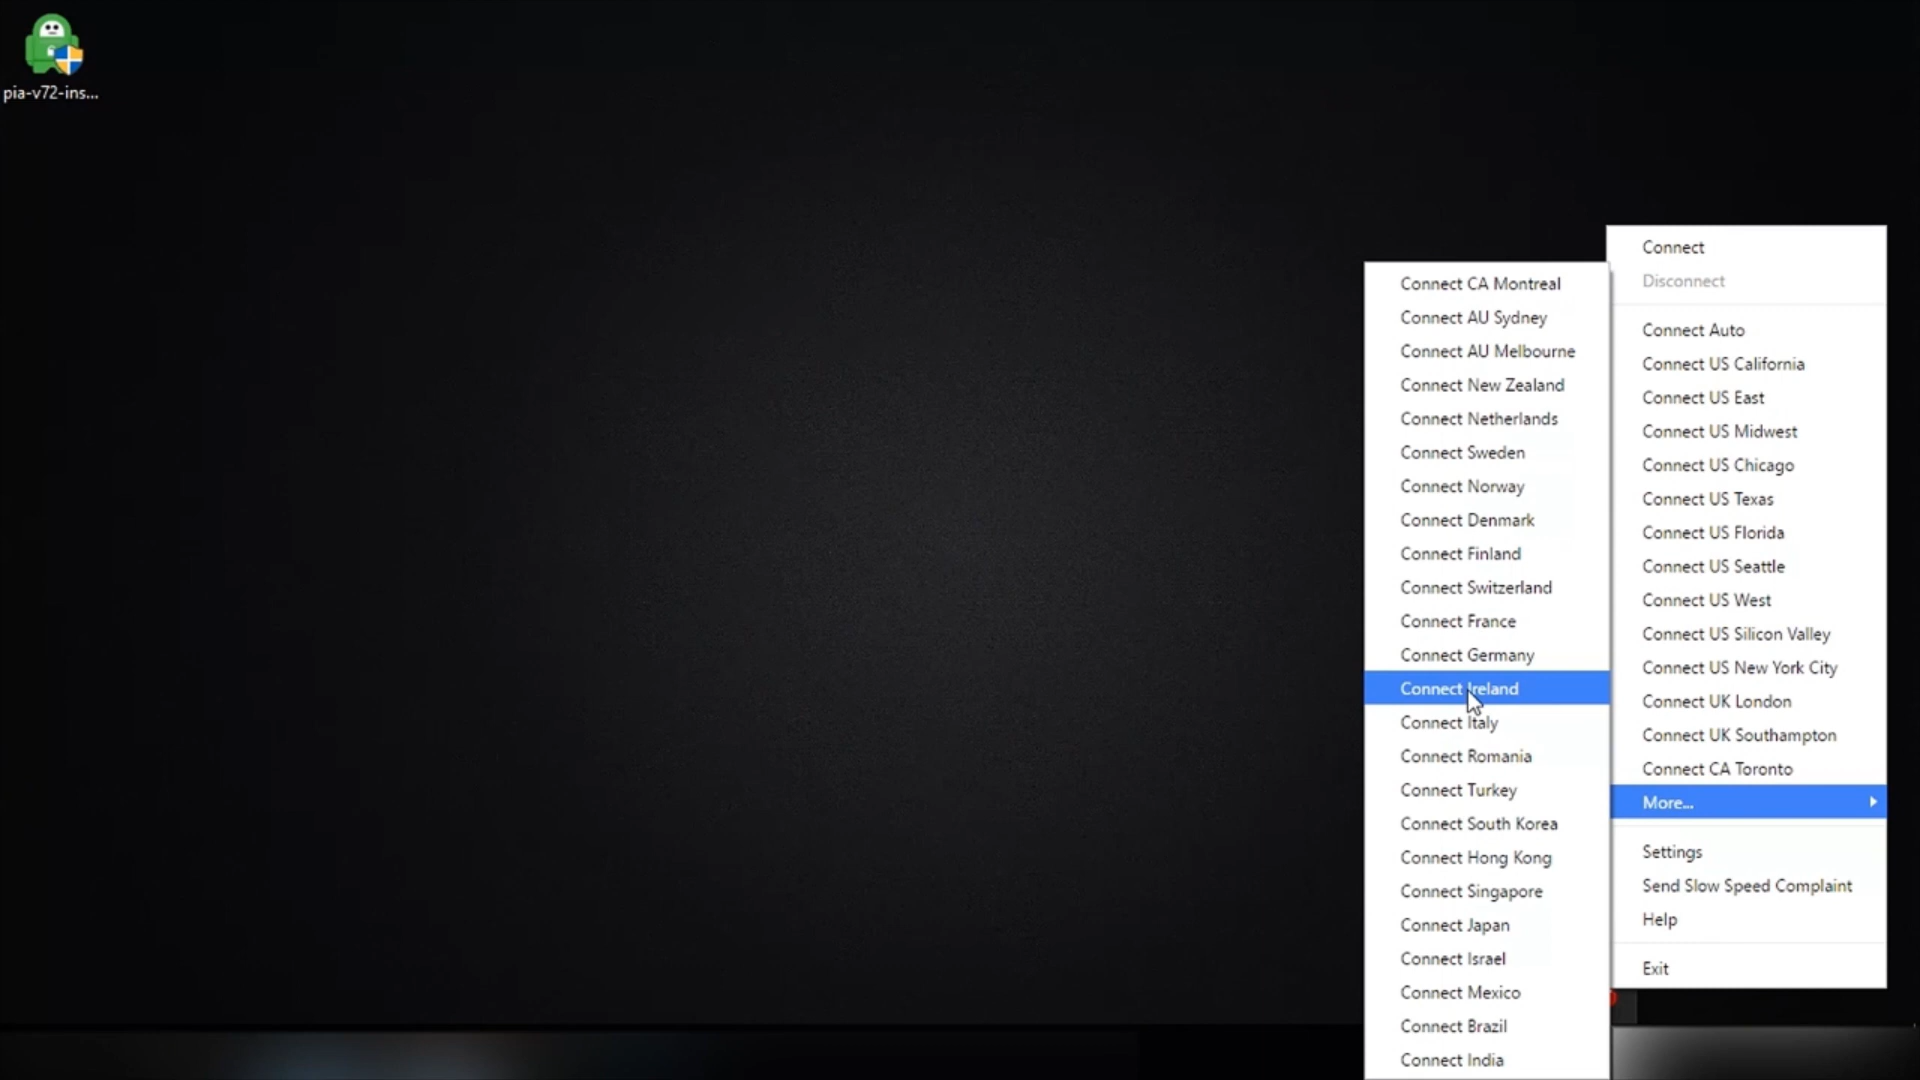 pia-v72-ins...
Connect
Disconnect
Connect Auto
Connect US California
Connect US East
Connect US Midwest
Connect US Chicago
Connect US Texas
Connect US Florida
Connect US Seattle
Connect US West
Connect US Silicon Valley
Connect US New York City
Connect UK London
Connect UK Southampton
Connect CA Toronto
More...
Settings
Send Slow Speed Complaint
Help
Exit
Connect CA Montreal
Connect AU Sydney
Connect AU Melbourne
Connect New Zealand
Connect Netherlands
Connect Sweden
Connect Norway
Connect Denmark
Connect Finland
Connect Switzerland
Connect France
Connect Germany
Connect Ireland
Connect Italy
Connect Romania
Connect Turkey
Connect South Korea
Connect Hong Kong
Connect Singapore
Connect Japan
Connect Israel
Connect Mexico
Connect Brazil
Connect India